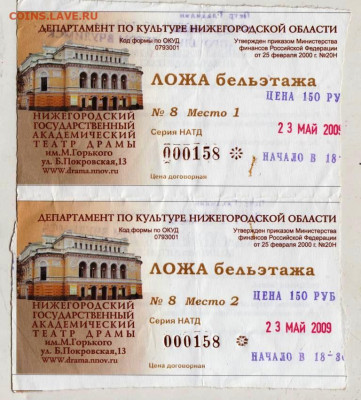 COINS.LAVE.RU
ДЕПАРТАМЕНТ ПО КУЛЬТУРЕ НИЖЕГОРОДСКОЙ ОБЛАСТИ
Код формы по ОКУД
0793001
Утвержден приказом Министерства
финансов Российской Федерации
от 25 февраля 2000 г. №20Н
ЛОЖА бельэтажа
ЦЕНА 150 РУ
№ 8 Место 1
Серия НАТД
23 МАЙ 2009
000158 *
НАЧАЛО В 18-
Цена договорная
НИЖЕГОРОДСКИЙ
ГОСУДАРСТВЕННЫЙ
АКАДЕМИЧЕСКИЙ
ТЕАТР ДРАМЫ
им.М.Горького
ул. Б.Покровская,13
www.drama.nnov.ru
ДЕПАРТАМЕНТ ПО КУЛЬТУРЕ НИЖЕГОРОДСКОЙ ОБЛАСТИ
Код формы по ОКУД
0793001
Утвержден приказом Министерства
финансов Российской Федерации
от 25 февраля 2000 г. №20Н
ЛОЖА бельэтажа
№ 8 Место 2
ЦЕНА 150 РУБ
Серия НАТД
23 МАЙ 2009
000158 *
НАЧАЛО В 18-
Цена договорная
НИЖЕГОРОДСКИЙ
ГОСУДАРСТВЕННЫЙ
АКАДЕМИЧЕСКИЙ
ТЕАТР ДРАМЫ
им.М.Горького
ул. Б.Покровская,13
www.drama.nnov.ru